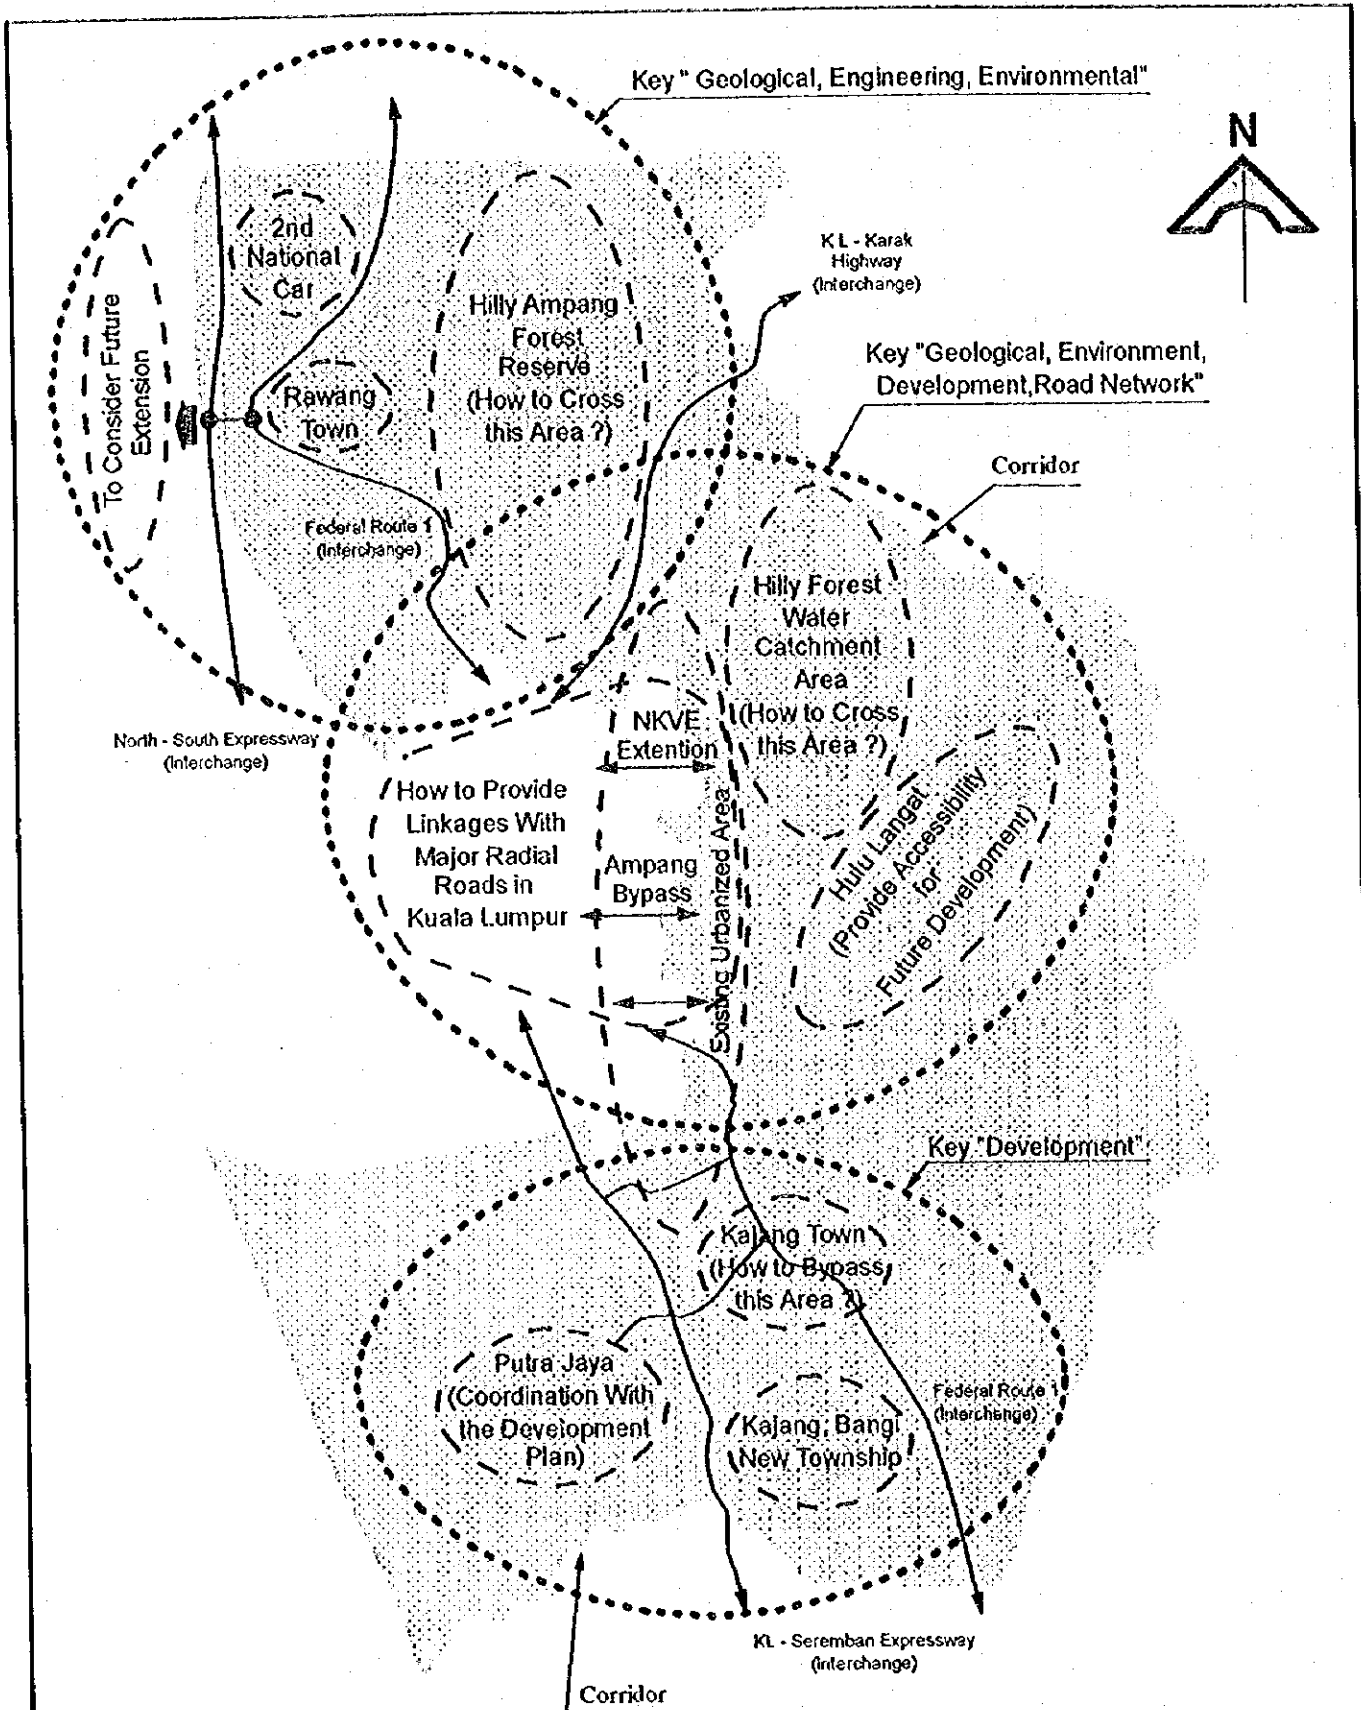 Key " Geological, Engineering, Environmental"
N
2nd
National
Car
KL - Karak
Highway
(Interchange)
To Consider Future
Extension
Hilly Ampang
Forest
Reserve
(How to Cross
this Area ?)
Key "Geological, Environment,
Development,Road Network"
Rawang
Town
Corridor
Federal Route 1
(Interchange)
Hilly Forest
Water
Catchment
Area
(How to Cross
this Area ?)
NKVE
Extention
North - South Expressway
(Interchange)
How to Provide
Linkages With
Major Radial
Roads in
Kuala Lumpur
Ampang
Bypass
Existing Urbanized Area
Hulu Langat
(Provide Accessibility
for
Future Development)
Key "Development"
Kajang Town
(How to Bypass
this Area ?)
Putra Jaya
(Coordination With
the Development
Plan)
Federal Route 1
(Interchange)
Kajang, Bangi
New Township
KL - Seremban Expressway
(Interchange)
Corridor